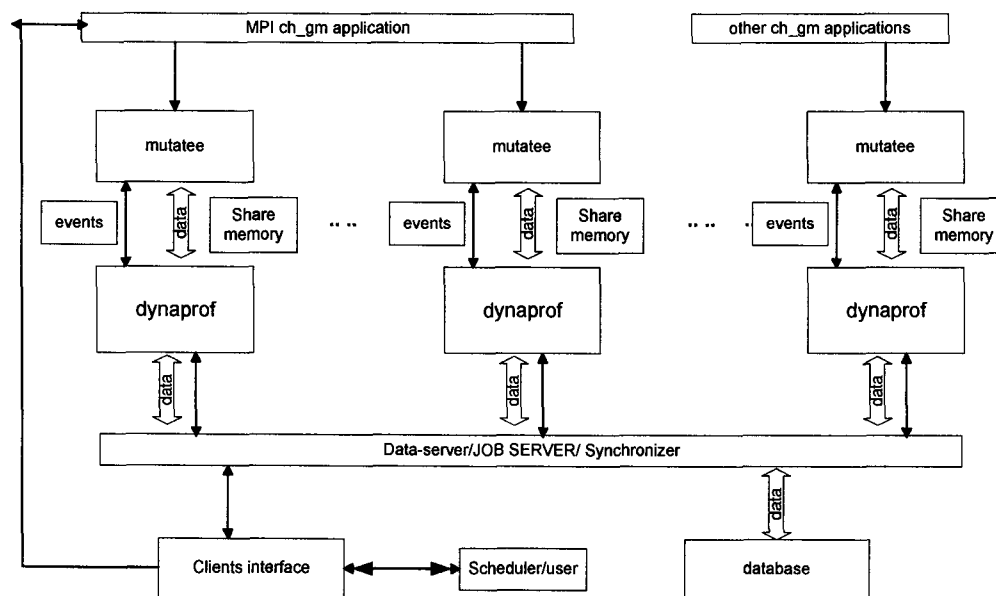 MPI ch_gm application
other ch_gm applications
mutatee
mutatee
mutatee
events
data
Share
memory
events
data
Share
memory
events
data
Share
memory
dynaprof
dynaprof
dynaprof
data
data
data
Data-server/JOB SERVER/ Synchronizer
data
Clients interface
Scheduler/user
database